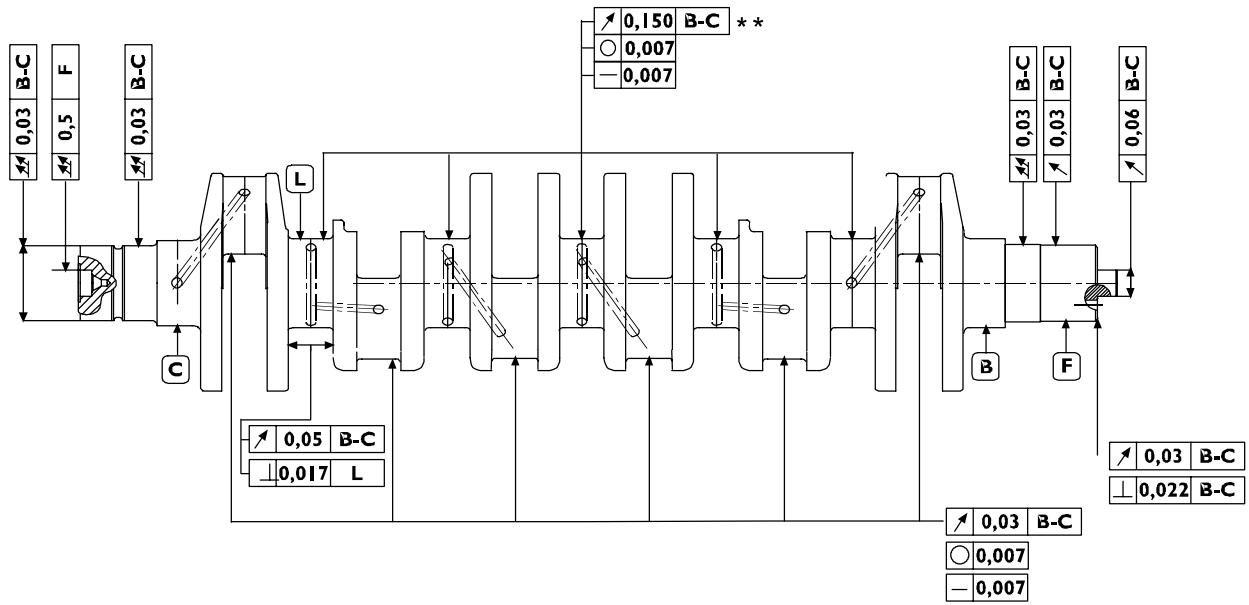 0,150 B-C **
0,007
0,007
0,03 B-C
0,5 F
0,03 B-C
0,03 B-C
0,03 B-C
0,06 B-C
L
C
B
F
0,05 B-C
0,017 L
0,03 B-C
0,022 B-C
0,03 B-C
0,007
0,007